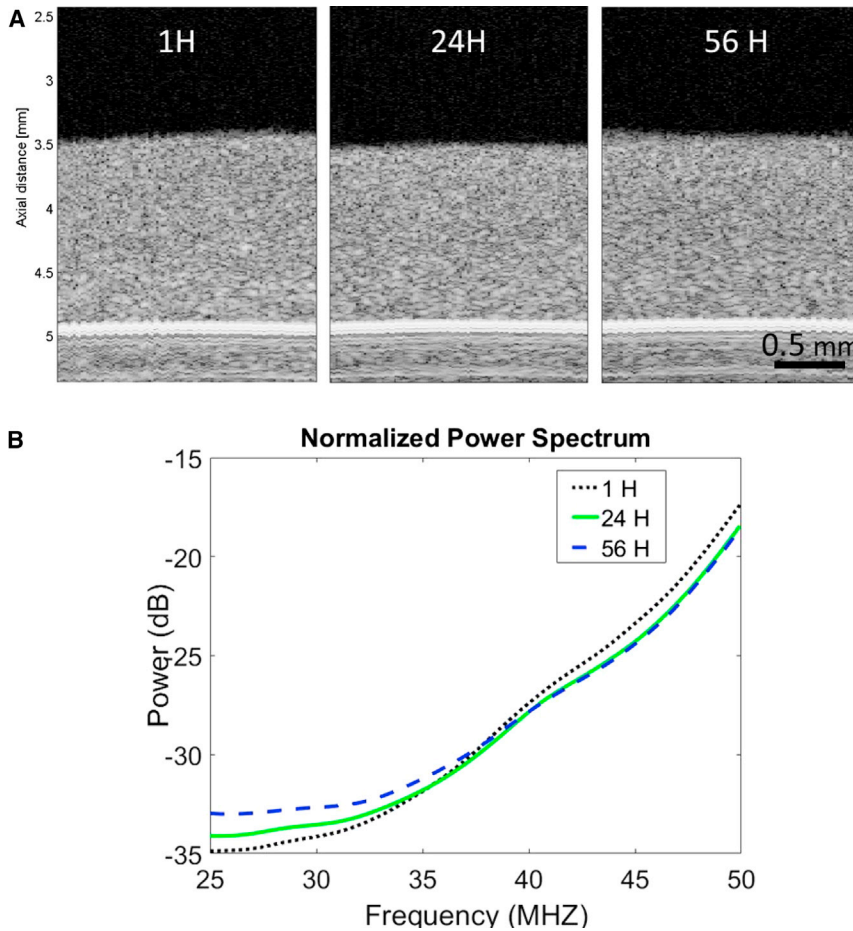 A
1H
24H
56 H
2.5
3
3.5
4
4.5
5
Axial distance [mm]
0.5 mm
B
Normalized Power Spectrum
-15
-20
-25
-30
-35
Power (dB)
1 H
24 H
56 H
25
30
35
40
45
50
Frequency (MHZ)